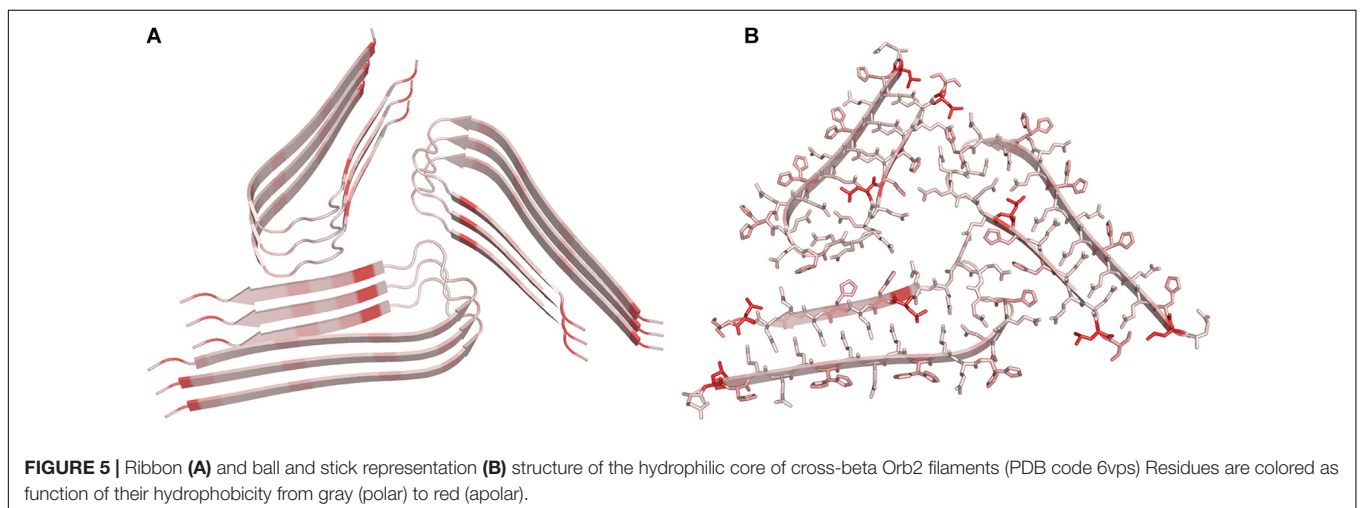 A
B
FIGURE 5 | Ribbon (A) and ball and stick representation (B) structure of the hydrophilic core of cross-beta Orb2 filaments (PDB code 6vps) Residues are colored as
function of their hydrophobicity from gray (polar) to red (apolar).